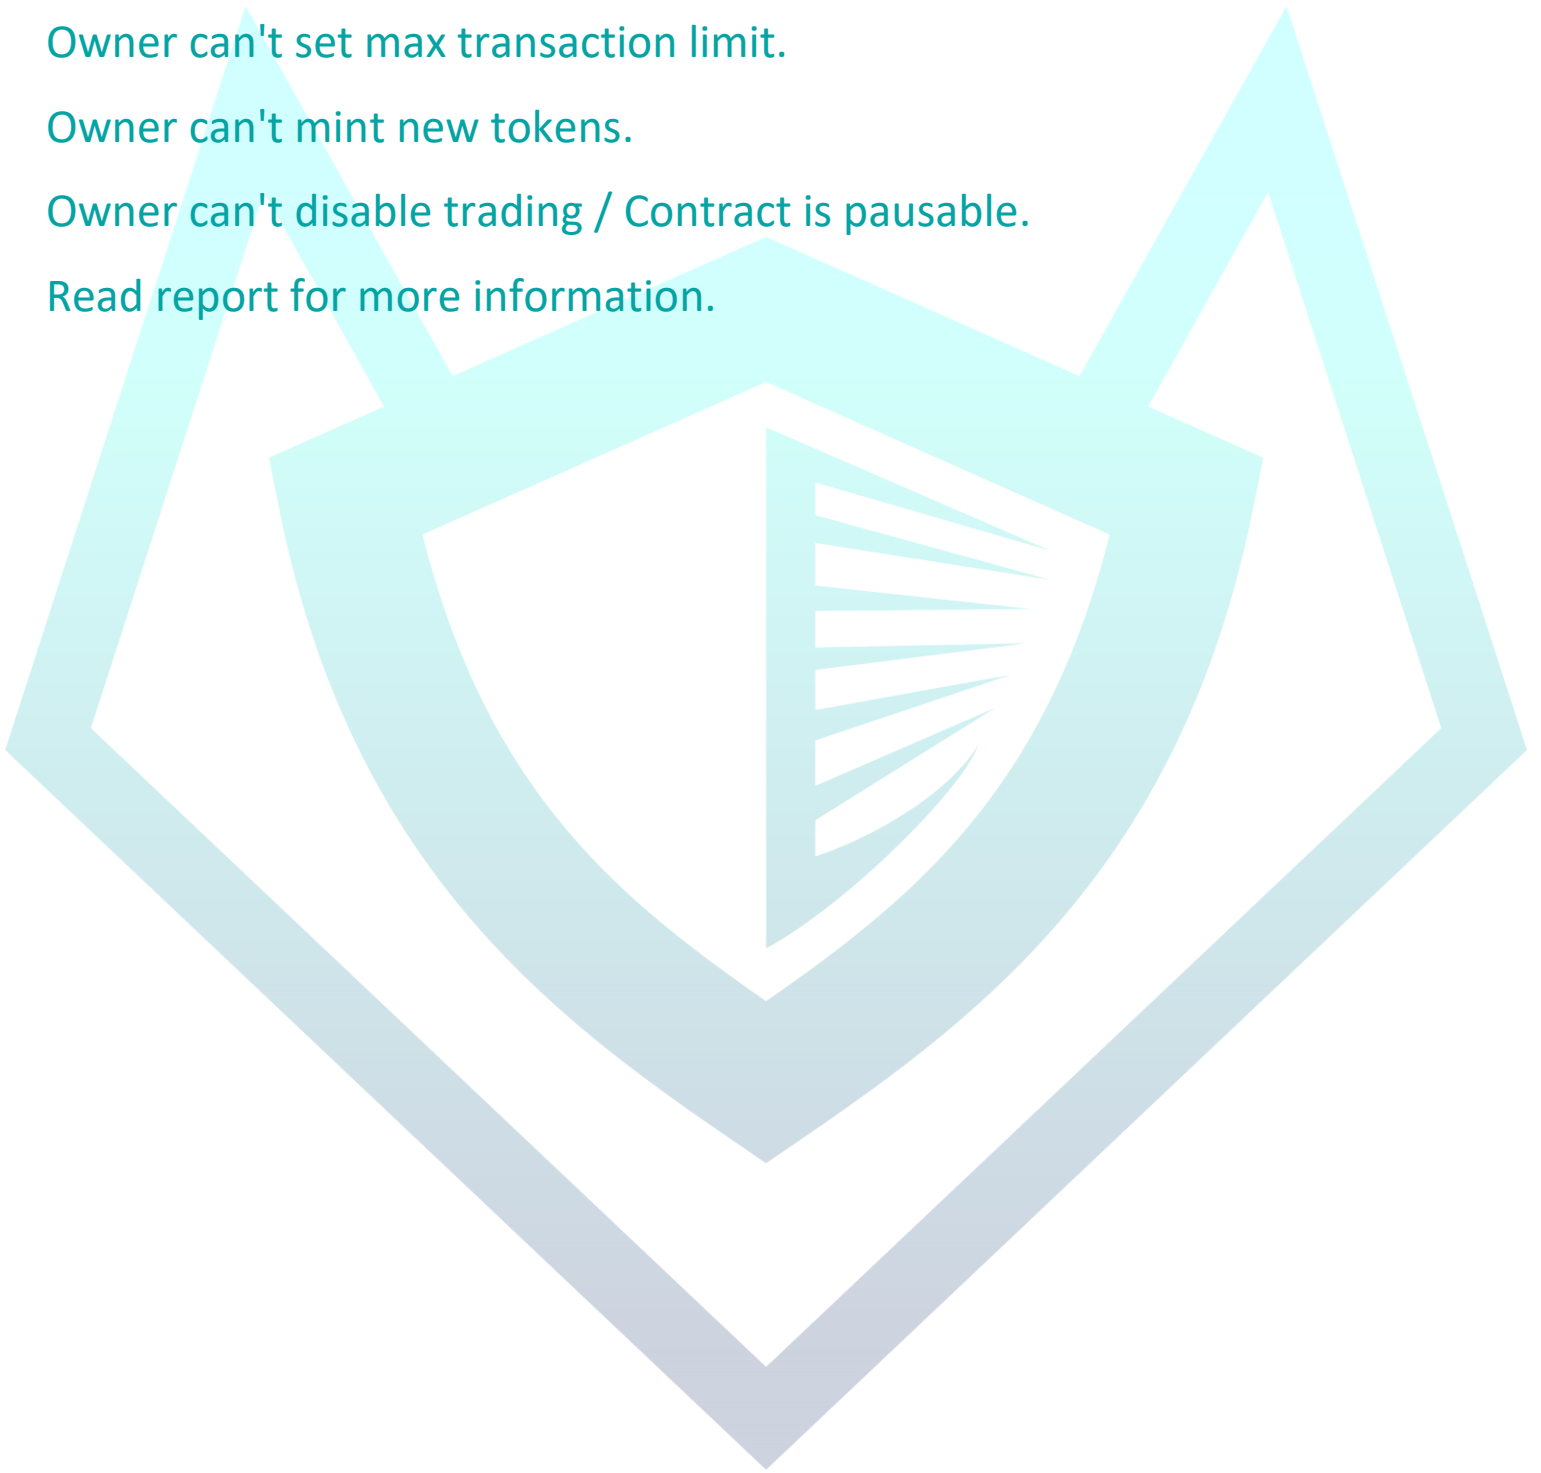 Owner can't set max transaction limit.
Owner can't mint new tokens.
Owner can't disable trading / Contract is pausable.
Read report for more information.